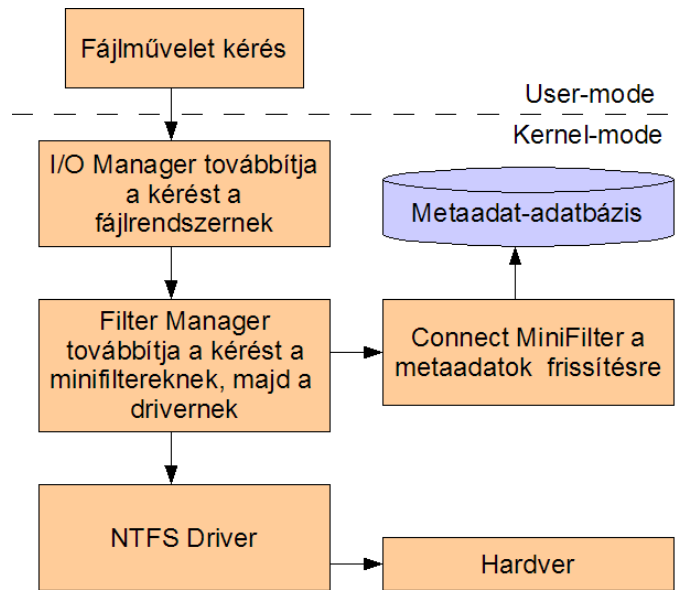 Fájlművelet kérés
User-mode
Kernel-mode
I/O Manager továbbítja
a kérést a
fájlrendszernek
Metaadat-adatbázis
Filter Manager
továbbítja a kérést a
minifiltereknek, majd a
drivernek
Connect MiniFilter a
metaadatok frissítésre
NTFS Driver
Hardver